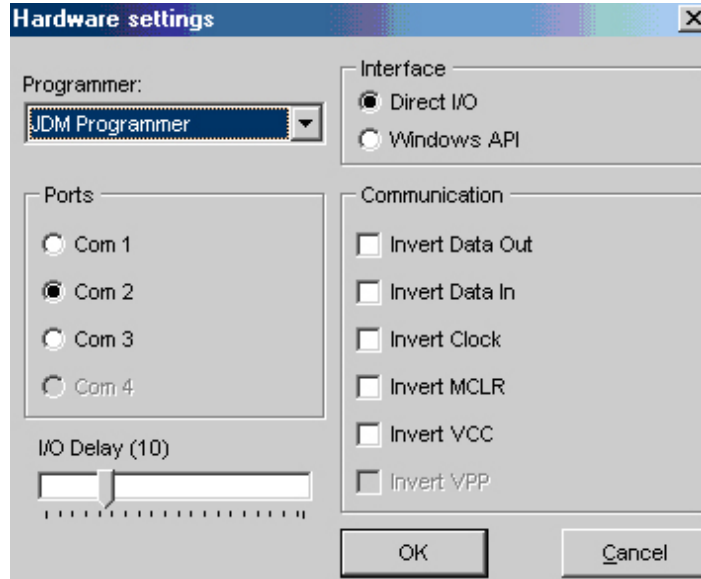 Hardware settings
Programmer:
JDM Programmer
Interface
Direct I/O
Windows API
Ports
Com 1
Com 2
Com 3
Com 4
I/O Delay (10)
Communication
Invert Data Out
Invert Data In
Invert Clock
Invert MCLR
Invert VCC
Invert VPP
OK
Cancel